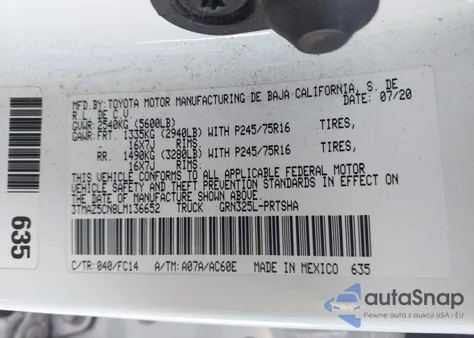 MFD.BY:TOYOTA MOTOR MANUFACTURING DE BAJA CALIFORNIA, S. DE
R.L. DE C.V. DATE: 07/20
GVWR:2540KG (5600LB)
GAWR:FRT. 1335KG (2940LB) WITH P245/75R16 TIRES,
16X7J RIMS
RR. 1490KG (3280LB) WITH P245/75R16 TIRES,
16X7J RIMS
THIS VEHICLE CONFORMS TO ALL APPLICABLE FEDERAL MOTOR
VEHICLE SAFETY AND THEFT PREVENTION STANDARDS IN EFFECT ON
THE DATE OF MANUFACTURE SHOWN ABOVE.
3TMAZ5CN8LM136652 TRUCK GRN325L-PRTSHA
C/TR:040/FC14 A/TM:A07A/AC60E MADE IN MEXICO 635
635
autaSnap
Pewne auta z aukcji USA i EU